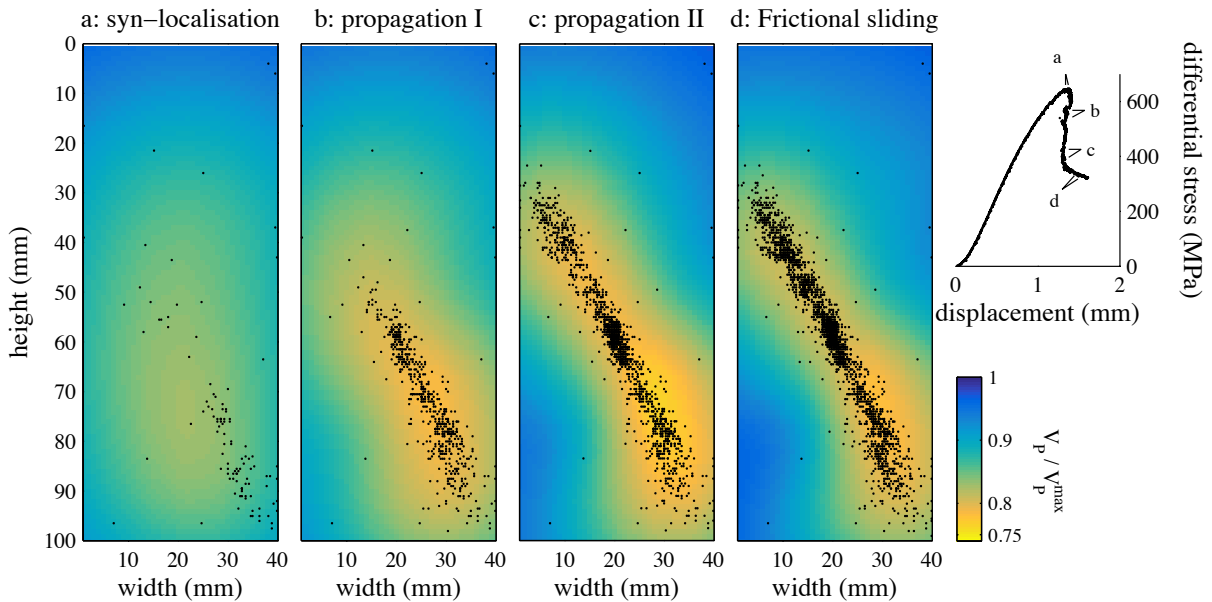 a: syn−localisation
b: propagation I
c: propagation II
d: Frictional sliding
0
10
20
30
40
50
60
70
80
90
100
height (mm)
10 20 30 40
width (mm)
10 20 30 40
width (mm)
10 20 30 40
width (mm)
10 20 30 40
width (mm)
a
b
c
d
600
400
200
0
differential stress (MPa)
0 1 2
displacement (mm)
1
0.9
0.8
0.75
V_P / V_P^max